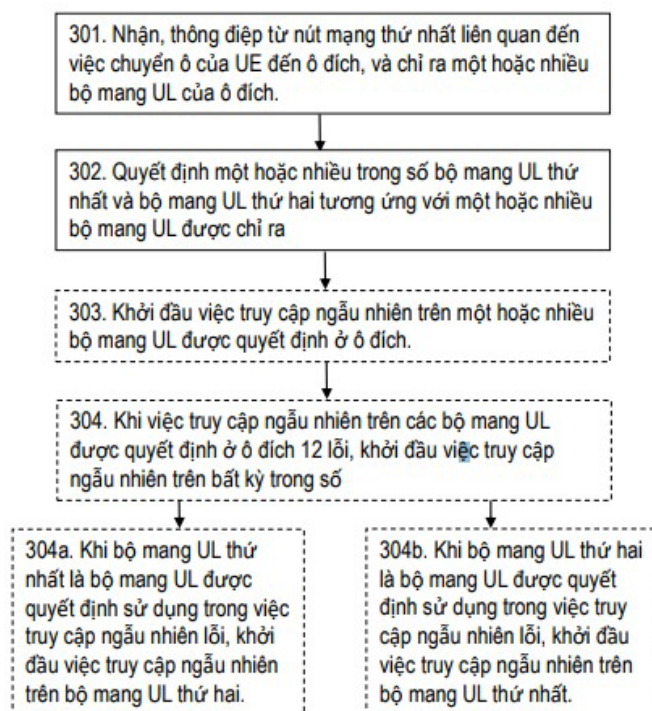 301. Nhận, thông điệp từ nút mạng thứ nhất liên quan đến
việc chuyển ô của UE đến ô đích, và chỉ ra một hoặc nhiều
bộ mang UL của ô đích.
302. Quyết định một hoặc nhiều trong số bộ mang UL thứ
nhất và bộ mang UL thứ hai tương ứng với một hoặc nhiều
bộ mang UL được chỉ ra
303. Khởi đầu việc truy cập ngẫu nhiên trên một hoặc nhiều
bộ mang UL được quyết định ở ô đích.
304. Khi việc truy cập ngẫu nhiên trên các bộ mang UL
được quyết định ở ô đích 12 lỗi, khởi đầu việc truy cập
ngẫu nhiên trên bất kỳ trong số
304a. Khi bộ mang UL thứ
nhất là bộ mang UL được
quyết định sử dụng trong việc
truy cập ngẫu nhiên lỗi, khởi
đầu việc truy cập ngẫu nhiên
trên bộ mang UL thứ hai.
304b. Khi bộ mang UL thứ hai
là bộ mang UL được quyết
định sử dụng trong việc truy
cập ngẫu nhiên lỗi, khởi đầu
việc truy cập ngẫu nhiên trên
bộ mang UL thứ nhất.